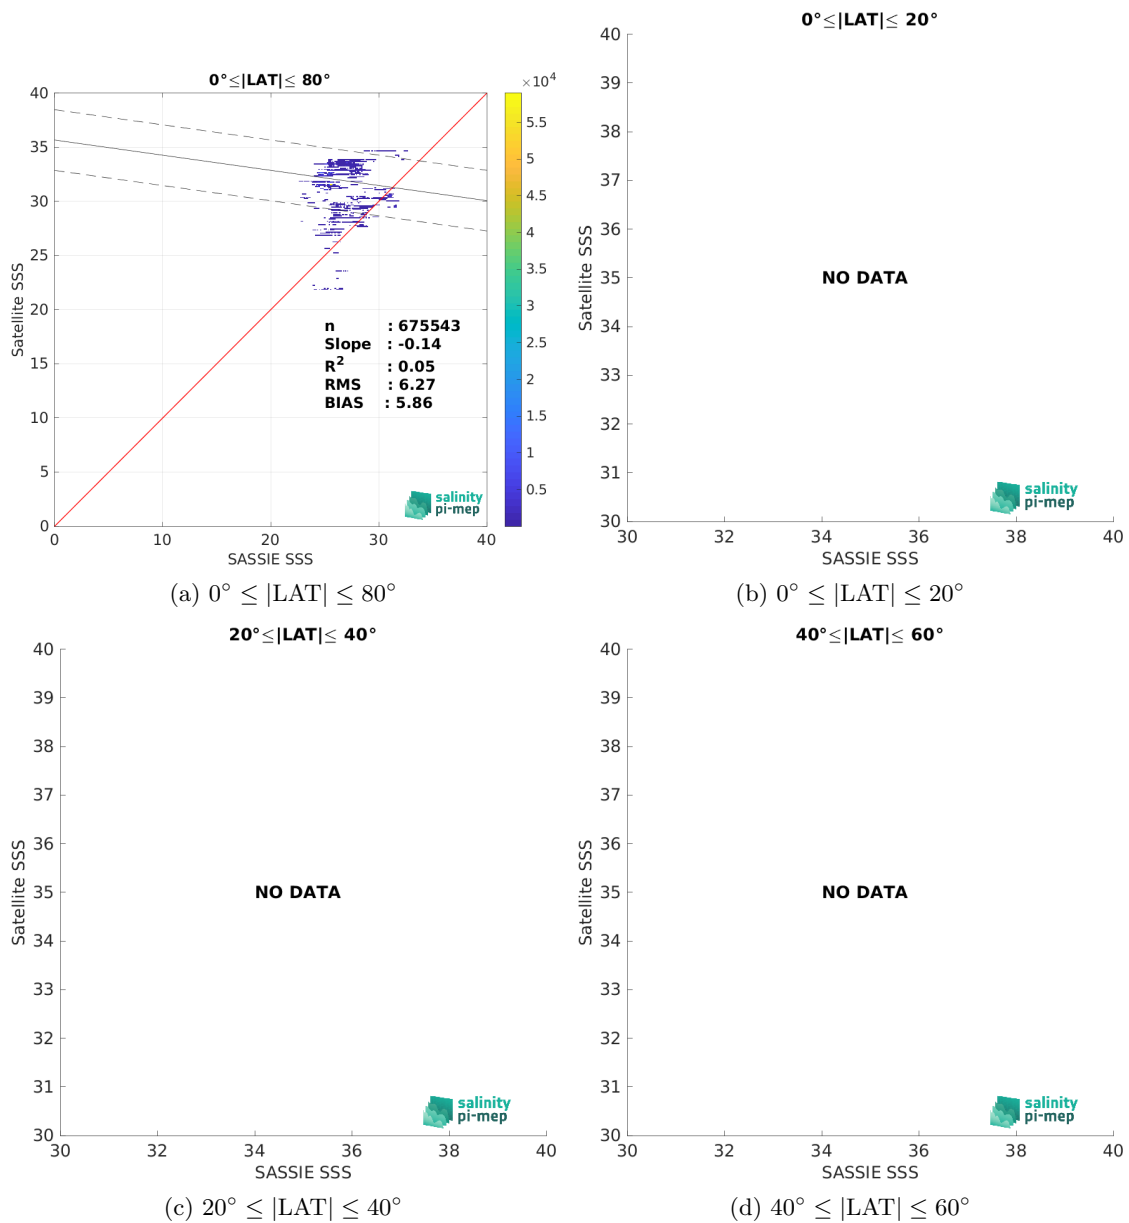 0°≤|LAT|≤ 80°
×10⁴
40
35
30
25
20
15
10
5
0
Satellite SSS
0
10
20
30
40
SASSIE SSS
5.5
5
4.5
4
3.5
3
2.5
2
1.5
1
0.5
n : 675543
Slope : -0.14
R² : 0.05
RMS : 6.27
BIAS : 5.86
salinity
pi-mep
(a) 0° ≤ |LAT| ≤ 80°
0°≤|LAT|≤ 20°
40
39
38
37
36
35
34
33
32
31
30
Satellite SSS
NO DATA
salinity
pi-mep
30
32
34
36
38
40
SASSIE SSS
(b) 0° ≤ |LAT| ≤ 20°
20°≤|LAT|≤ 40°
40
39
38
37
36
35
34
33
32
31
30
Satellite SSS
NO DATA
salinity
pi-mep
30
32
34
36
38
40
SASSIE SSS
(c) 20° ≤ |LAT| ≤ 40°
40°≤|LAT|≤ 60°
40
39
38
37
36
35
34
33
32
31
30
Satellite SSS
NO DATA
salinity
pi-mep
30
32
34
36
38
40
SASSIE SSS
(d) 40° ≤ |LAT| ≤ 60°